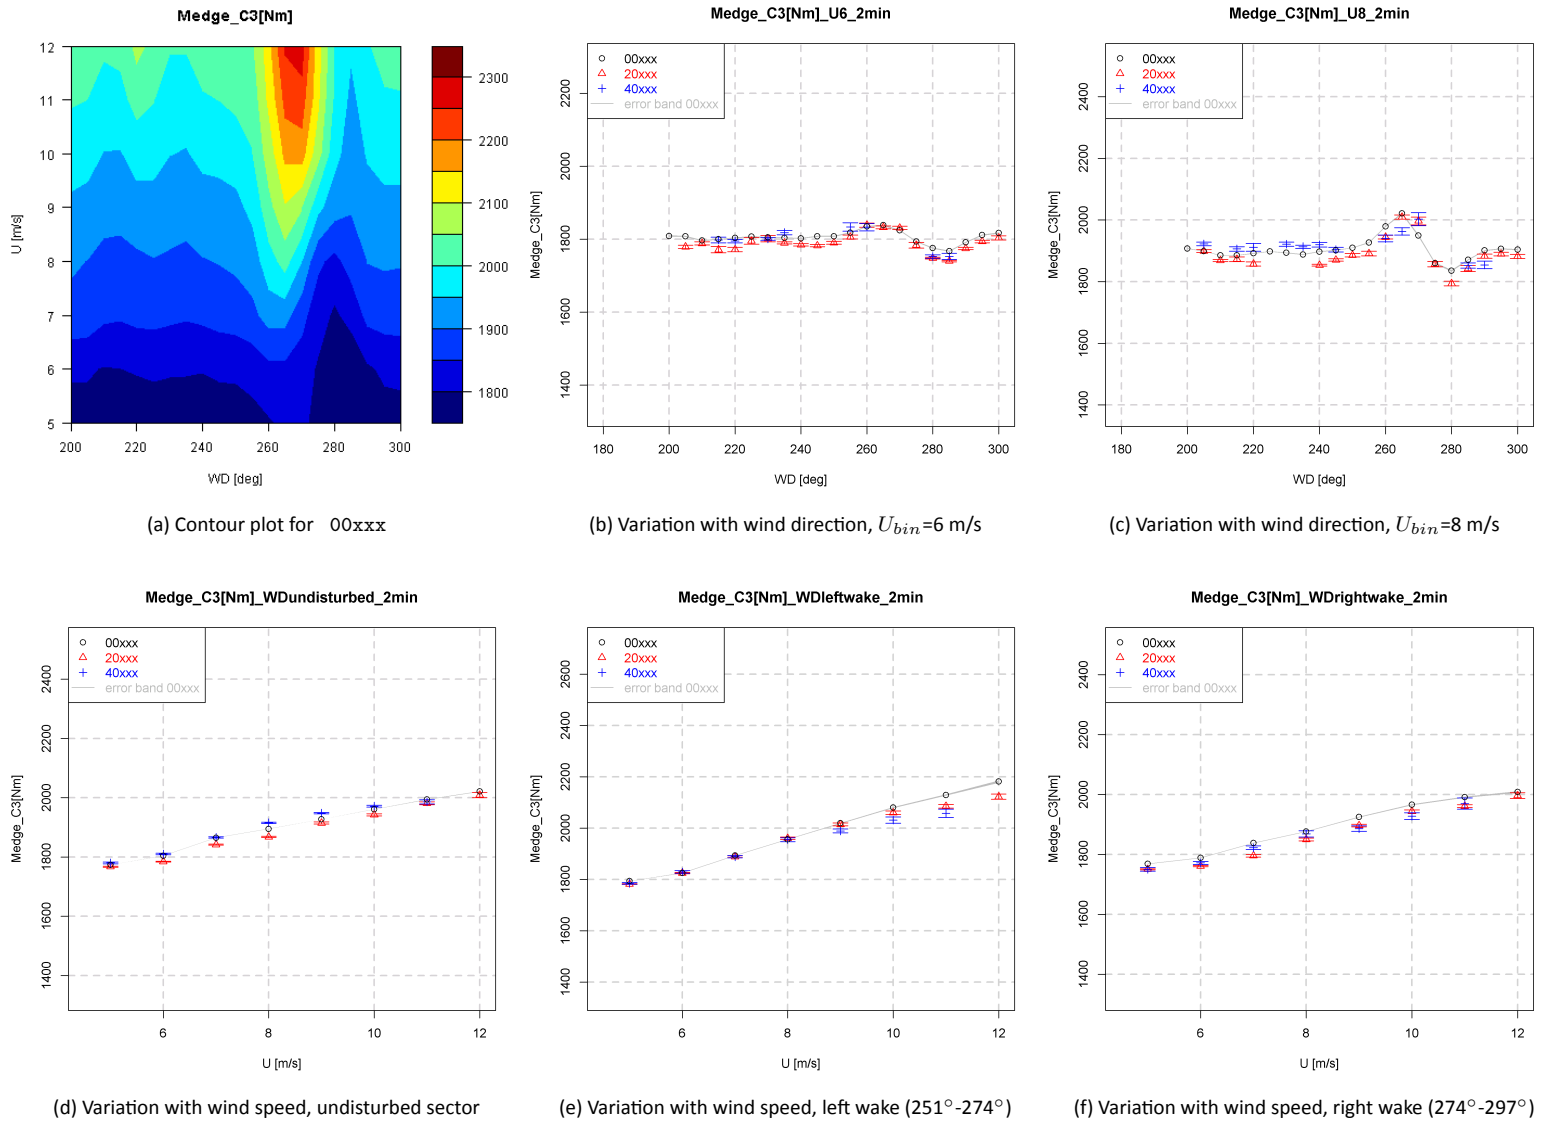 Medge_C3[Nm]
12
11
10
9
8
7
6
5
U [m/s]
200 220 240 260 280 300
WD [deg]
2300
2200
2100
2000
1900
1800
(a) Contour plot for 00xxx
Medge_C3[Nm]_U6_2min
00xxx
20xxx
40xxx
error band 00xxx
2200
2000
1800
1600
1400
Medge_C3[Nm]
180 200 220 240 260 280 300
WD [deg]
(b) Variation with wind direction, U_bin=6 m/s
Medge_C3[Nm]_U8_2min
00xxx
20xxx
40xxx
error band 00xxx
2400
2200
2000
1800
1600
1400
Medge_C3[Nm]
180 200 220 240 260 280 300
WD [deg]
(c) Variation with wind direction, U_bin=8 m/s
Medge_C3[Nm]_WDundisturbed_2min
00xxx
20xxx
40xxx
error band 00xxx
2400
2200
2000
1800
1600
1400
Medge_C3[Nm]
6 8 10 12
U [m/s]
(d) Variation with wind speed, undisturbed sector
Medge_C3[Nm]_WDleftwake_2min
00xxx
20xxx
40xxx
error band 00xxx
2600
2400
2200
2000
1800
1600
1400
Medge_C3[Nm]
6 8 10 12
U [m/s]
(e) Variation with wind speed, left wake (251°-274°)
Medge_C3[Nm]_WDrightwake_2min
00xxx
20xxx
40xxx
error band 00xxx
2400
2200
2000
1800
1600
1400
Medge_C3[Nm]
6 8 10 12
U [m/s]
(f) Variation with wind speed, right wake (274°-297°)